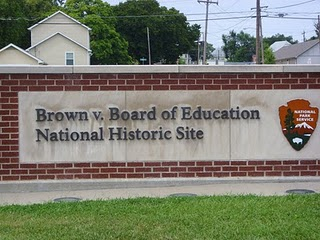 Brown v. Board of Education
National Historic Site
NATIONAL
PARK
SERVICE